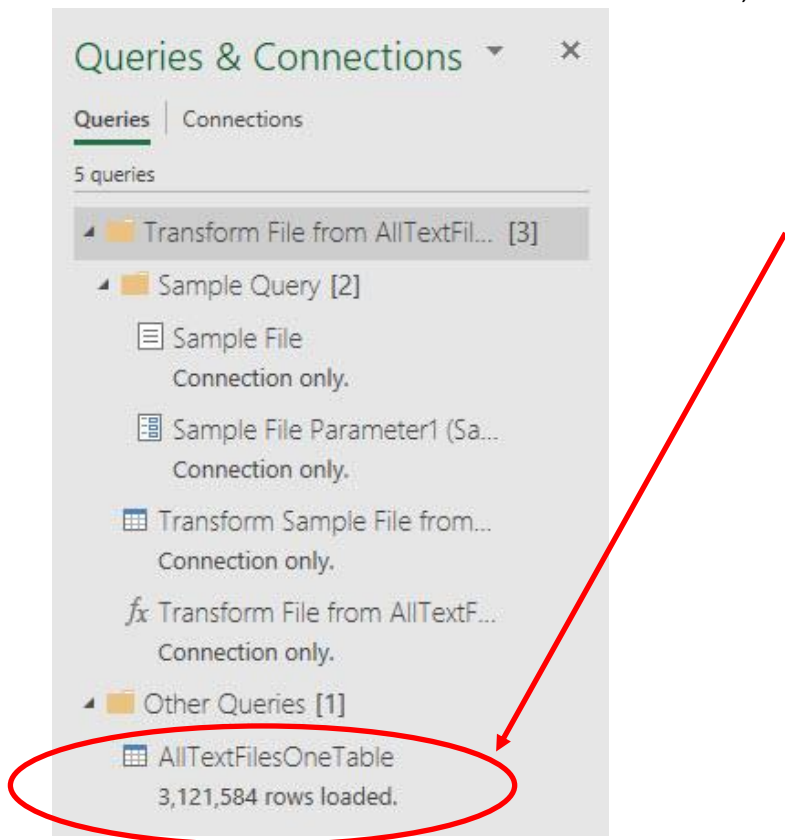 Queries & Connections
Queries | Connections
5 queries
Transform File from AllTextFil... [3]
Sample Query [2]
Sample File
Connection only.
Sample File Parameter1 (Sa...
Connection only.
Transform Sample File from...
Connection only.
fx Transform File from AllTextF...
Connection only.
Other Queries [1]
AllTextFilesOneTable
3,121,584 rows loaded.